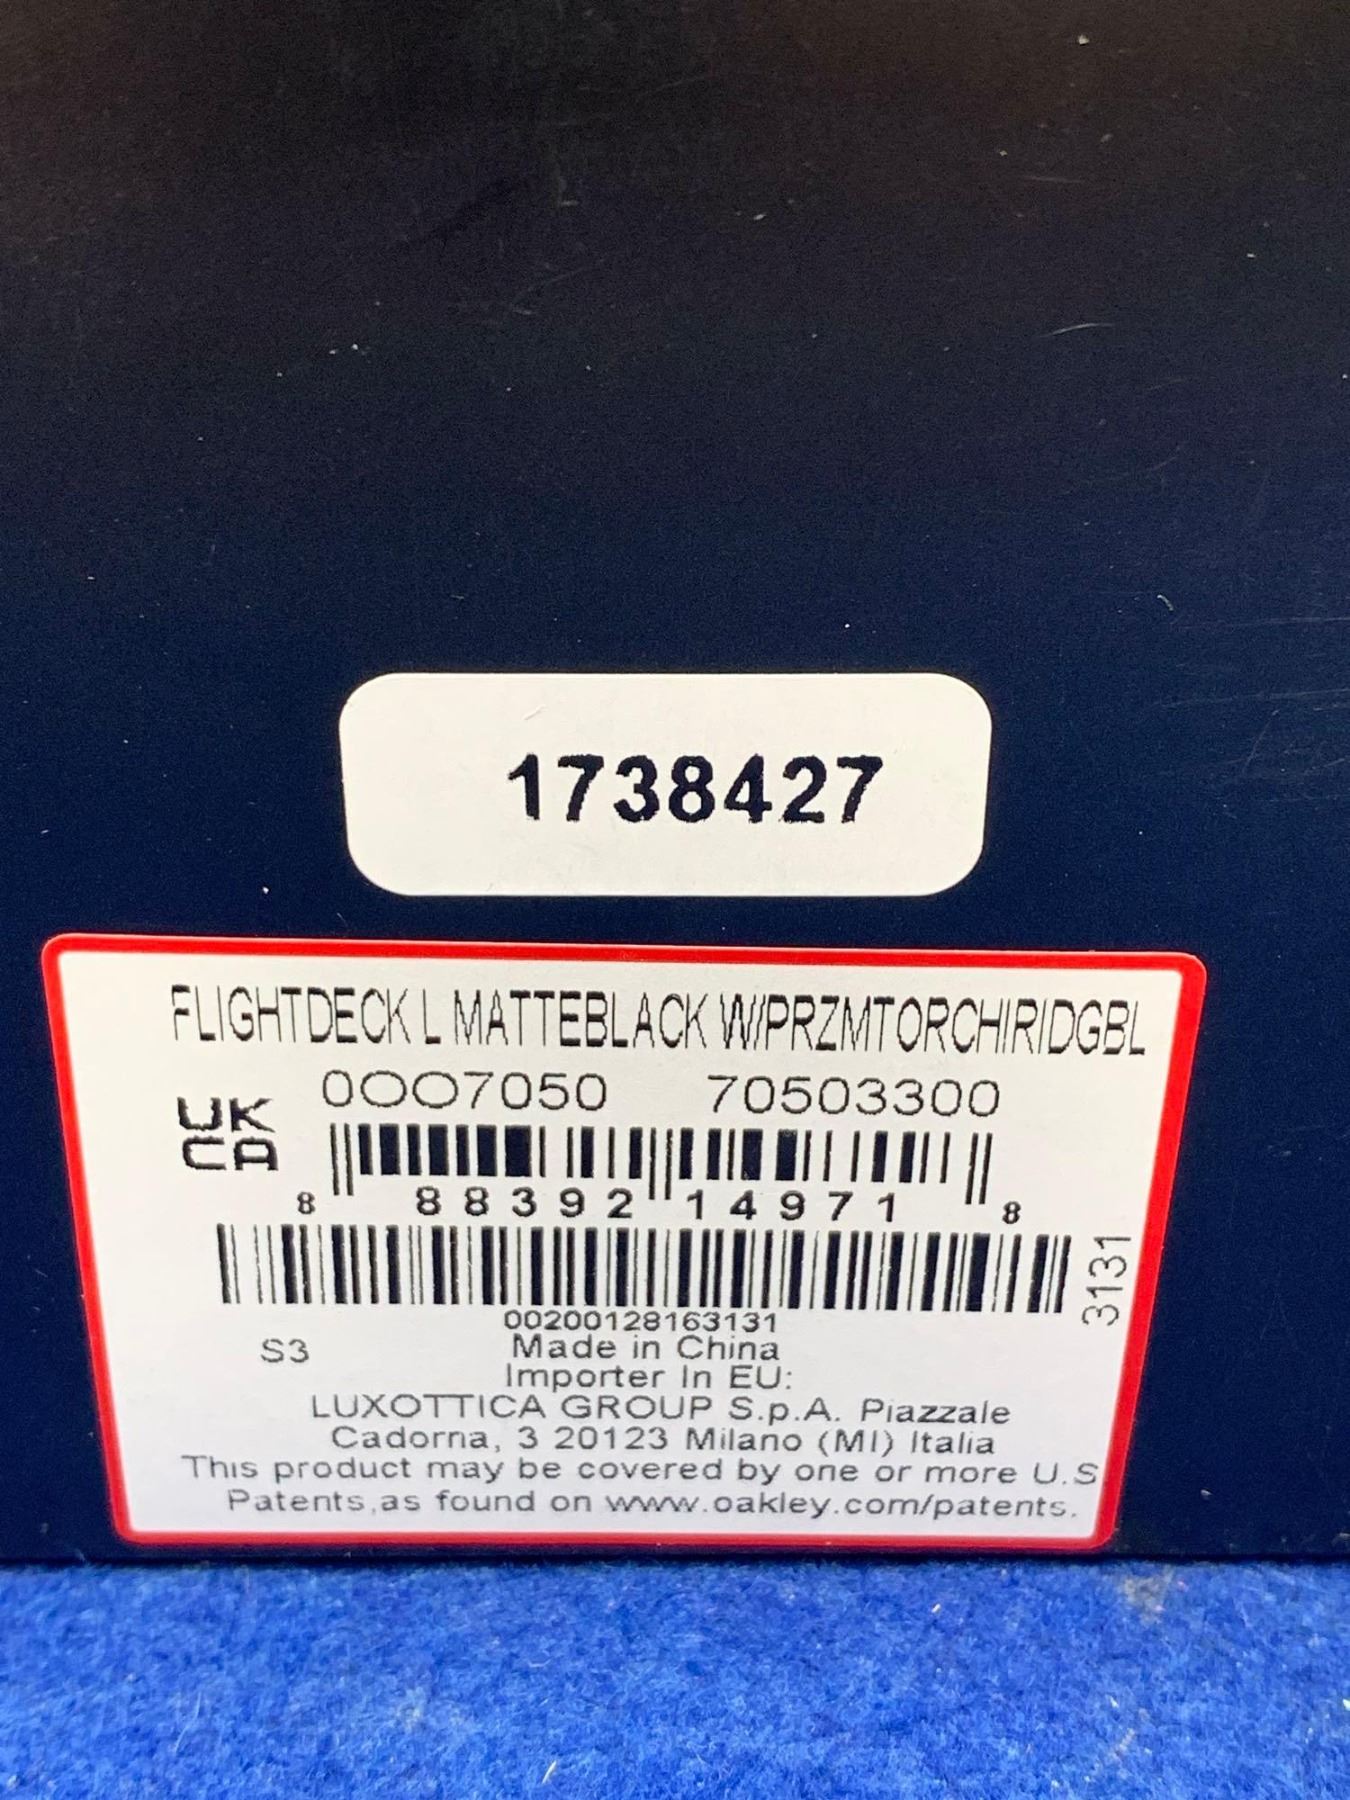 1738427
FLIGHTDECK L MATTEBLACK W/PRZMTORCHIRIDGBL
0OO7050 70503300
UK
CA
8 88392 14971 8
3131
00200128163131
S3 Made in China
Importer In EU:
LUXOTTICA GROUP S.p.A. Piazzale
Cadorna, 3 20123 Milano (MI) Italia
This product may be covered by one or more U.S
Patents,as found on www.oakley.com/patents.